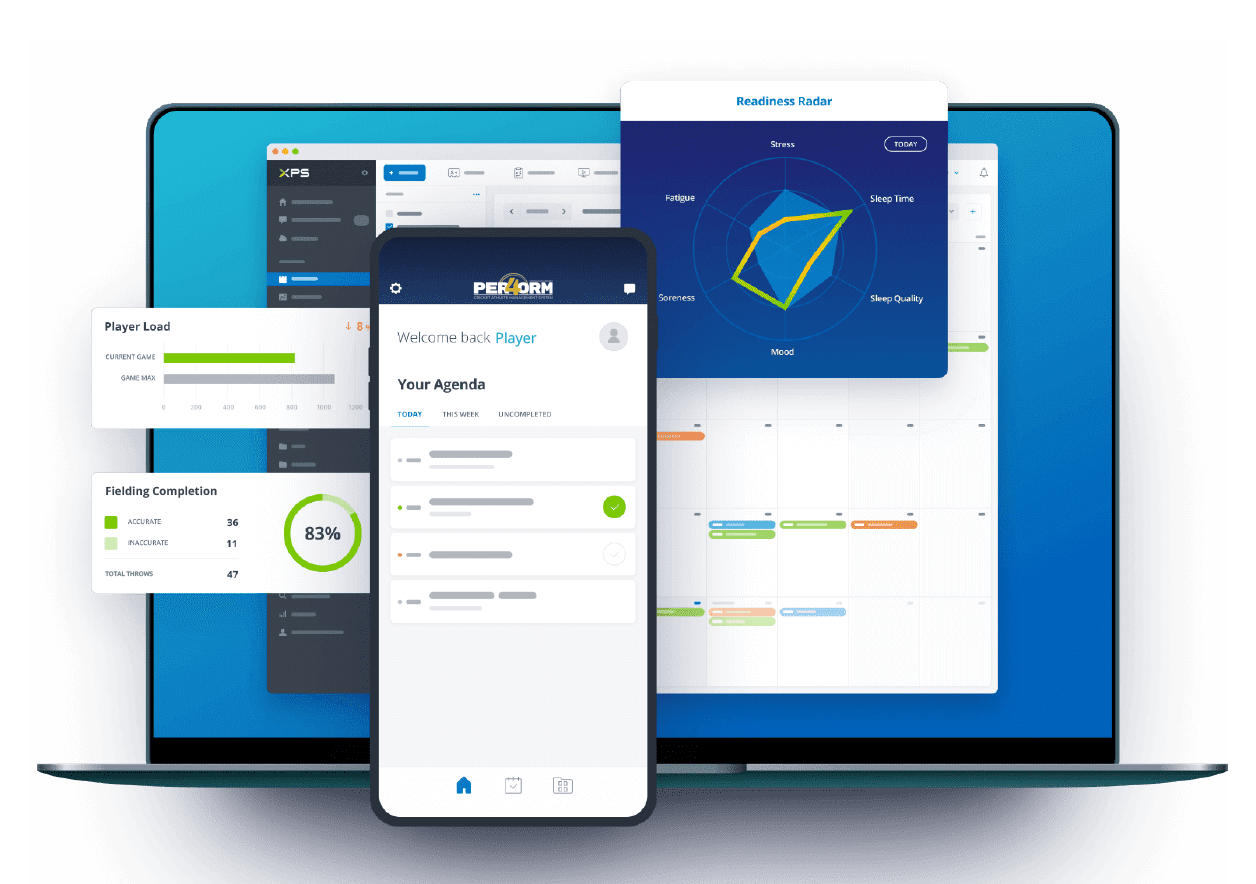 Readiness Radar
TODAY
Stress
Fatigue
Sleep Time
Soreness
Sleep Quality
Mood
XPS
PER4ORM
CRICKET ATHLETE MANAGEMENT SYSTEM
Welcome back Player
Your Agenda
TODAY THIS WEEK UNCOMPLETED
Player Load
↓ 8
CURRENT GAME
GAME MAX
0 200 400 600 800 1000 1200
Fielding Completion
ACCURATE 36
INACCURATE 11
TOTAL THROWS 47
83%